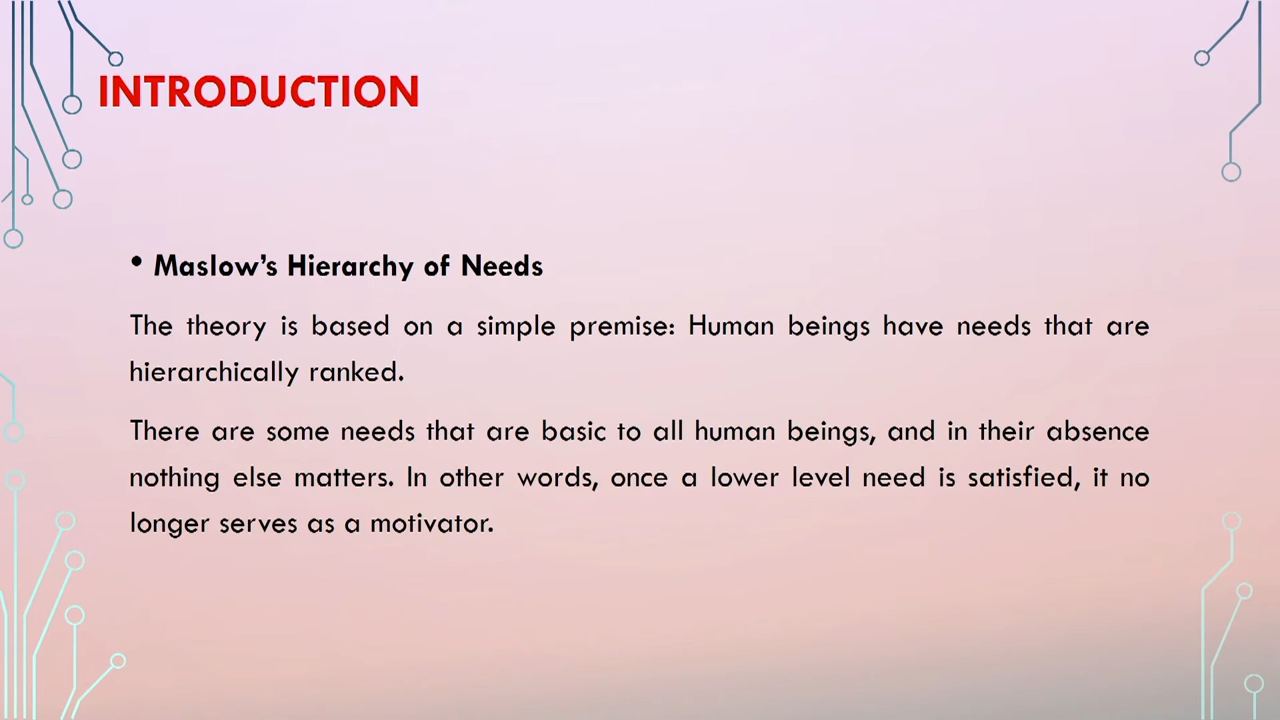 INTRODUCTION
• Maslow's Hierarchy of Needs
The theory is based on a simple premise: Human beings have needs that are
hierarchically ranked.
There are some needs that are basic to all human beings, and in their absence
nothing else matters. In other words, once a lower level need is satisfied, it no
longer serves as a motivator.